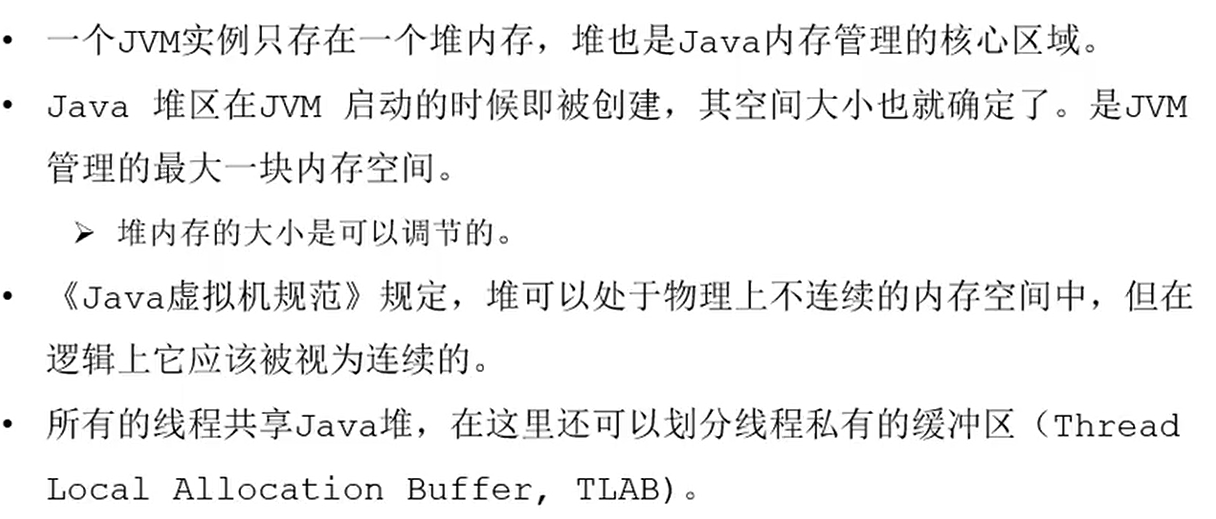 • 一个JVM实例只存在一个堆内存，堆也是Java内存管理的核心区域。
• Java 堆区在JVM 启动的时候即被创建，其空间大小也就确定了。是JVM
管理的最大一块内存空间。
➢ 堆内存的大小是可以调节的。
• 《Java虚拟机规范》规定，堆可以处于物理上不连续的内存空间中，但在
逻辑上它应该被视为连续的。
• 所有的线程共享Java堆，在这里还可以划分线程私有的缓冲区（Thread
Local Allocation Buffer, TLAB)。